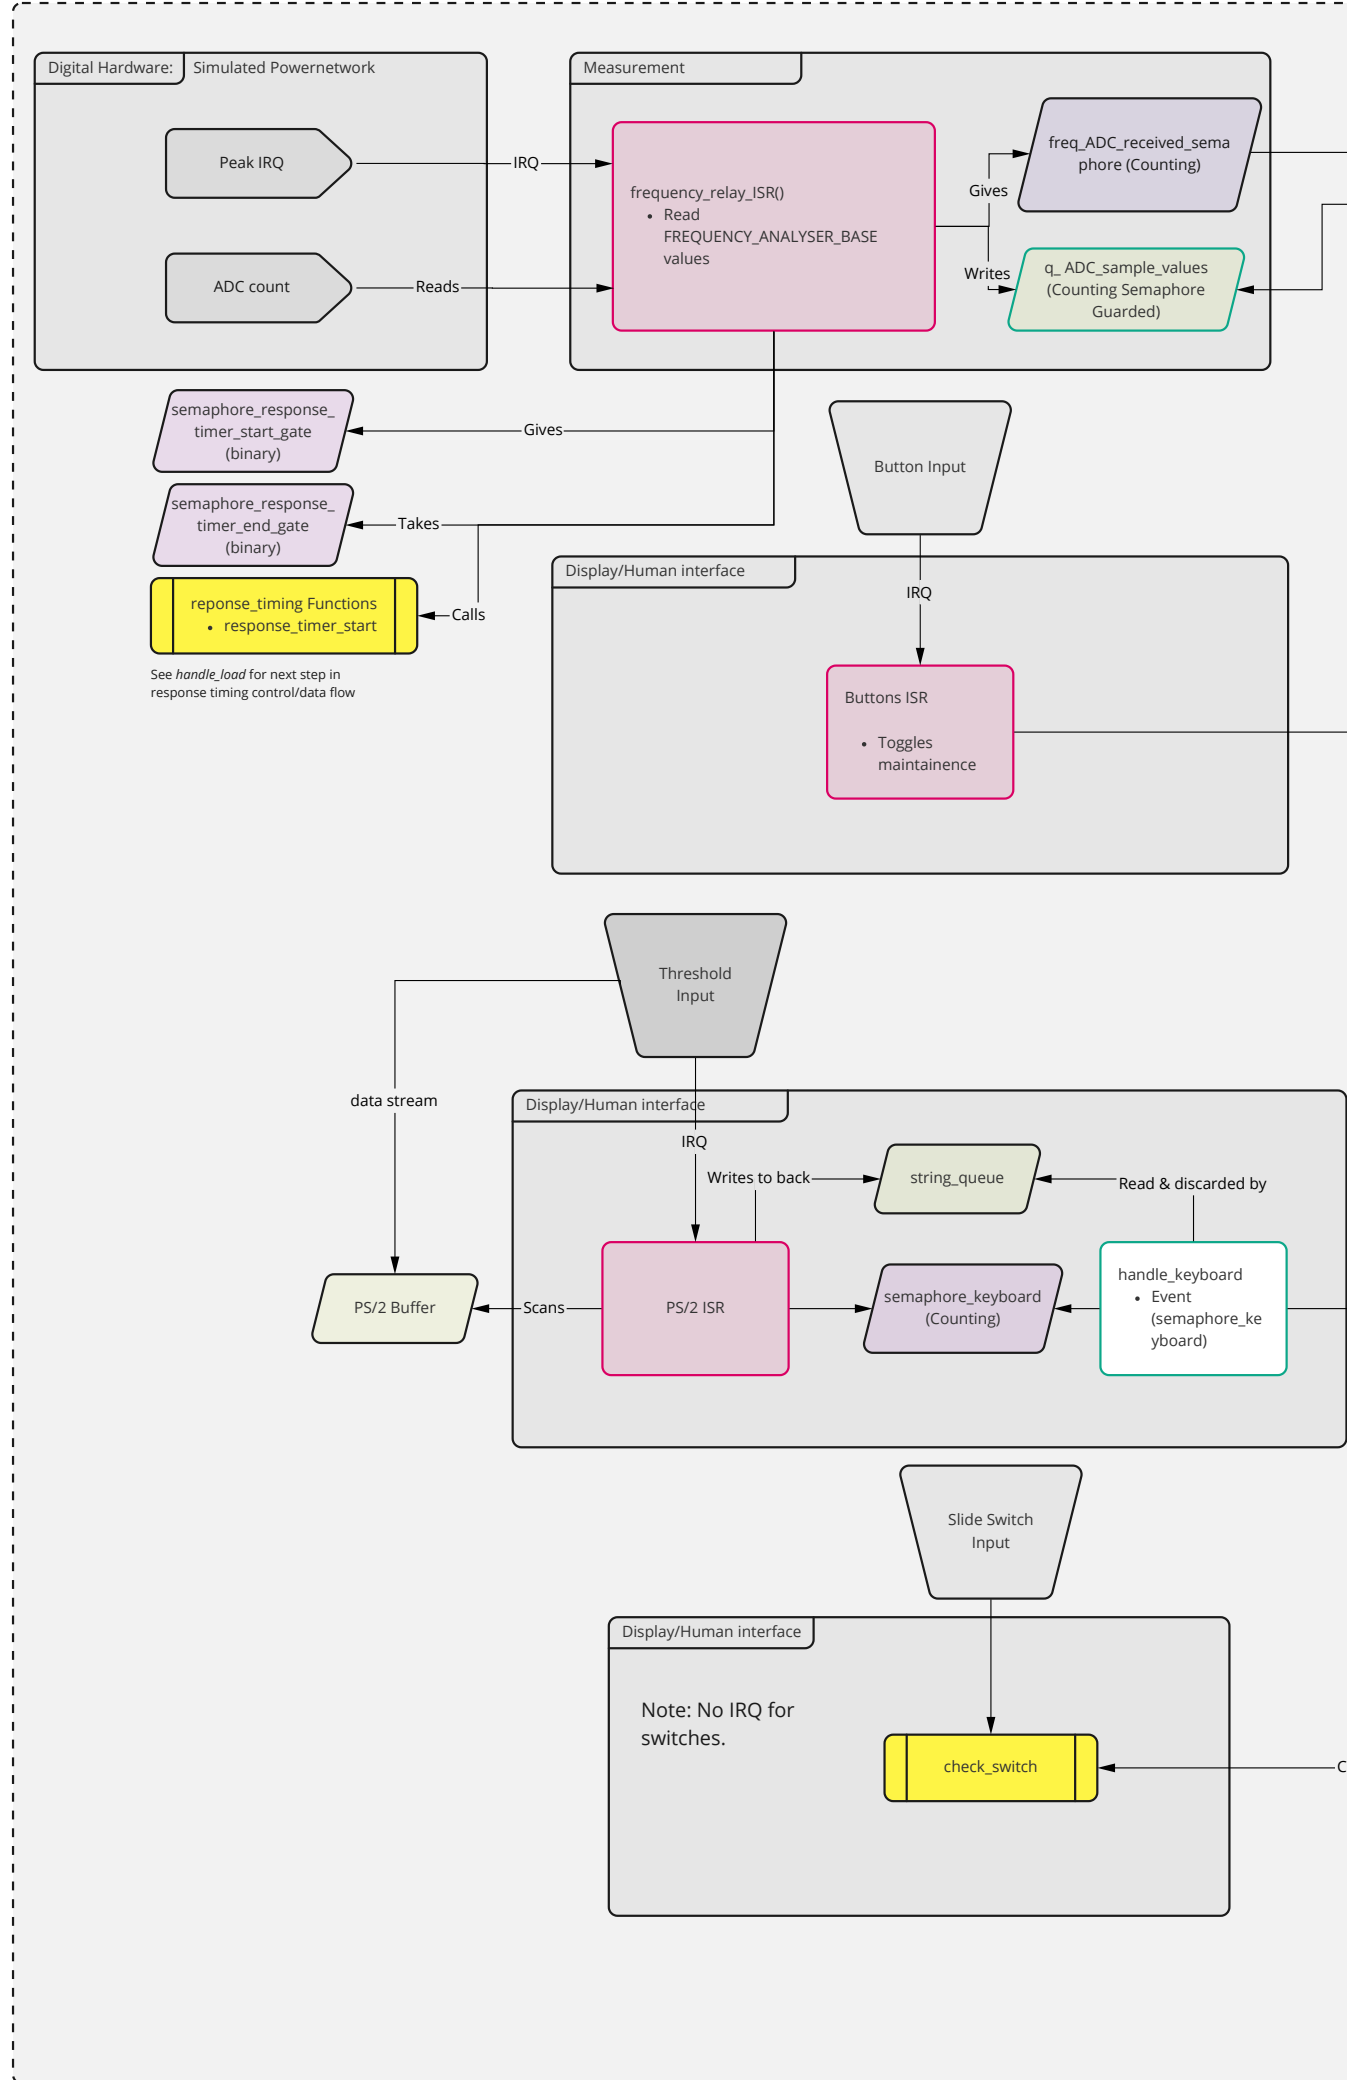 Digital Hardware: Simulated Powernetwork
Measurement
Peak IRQ
IRQ
frequency_relay_ISR()
• Read
FREQUENCY_ANALYSER_BASE
values
freq_ADC_received_sema
phore (Counting)
Gives
ADC count
Reads
Writes
q_ ADC_sample_values
(Counting Semaphore
Guarded)
semaphore_response_
timer_start_gate
(binary)
Gives
Button Input
semaphore_response_
timer_end_gate
(binary)
Takes
Display/Human interface
IRQ
reponse_timing Functions
• response_timer_start
Calls
See handle_load for next step in
response timing control/data flow
Buttons ISR
• Toggles
maintainence
Threshold
Input
data stream
Display/Human interface
IRQ
Writes to back
string_queue
Read & discarded by
PS/2 Buffer
Scans
PS/2 ISR
semaphore_keyboard
(Counting)
handle_keyboard
• Event
(semaphore_ke
yboard)
Slide Switch
Input
Display/Human interface
Note: No IRQ for
switches.
check_switch